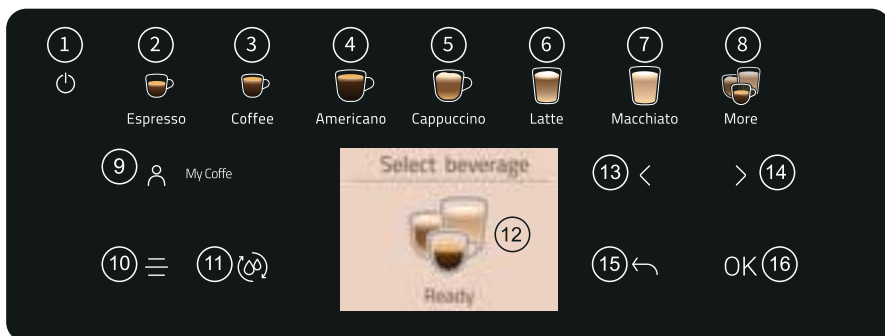 1 2 3 4 5 6 7 8
Espresso Coffee Americano Cappuccino Latte Macchiato More
9 My Coffe
Select beverage
13 < > 14
12
10 11 15 OK 16
Ready